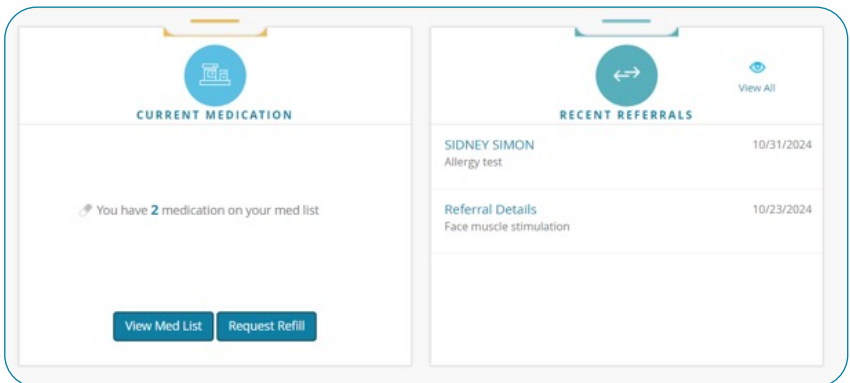 CURRENT MEDICATION
You have 2 medication on your med list
View Med List
Request Refill
View All
RECENT REFERRALS
SIDNEY SIMON 10/31/2024
Allergy test
Referral Details 10/23/2024
Face muscle stimulation